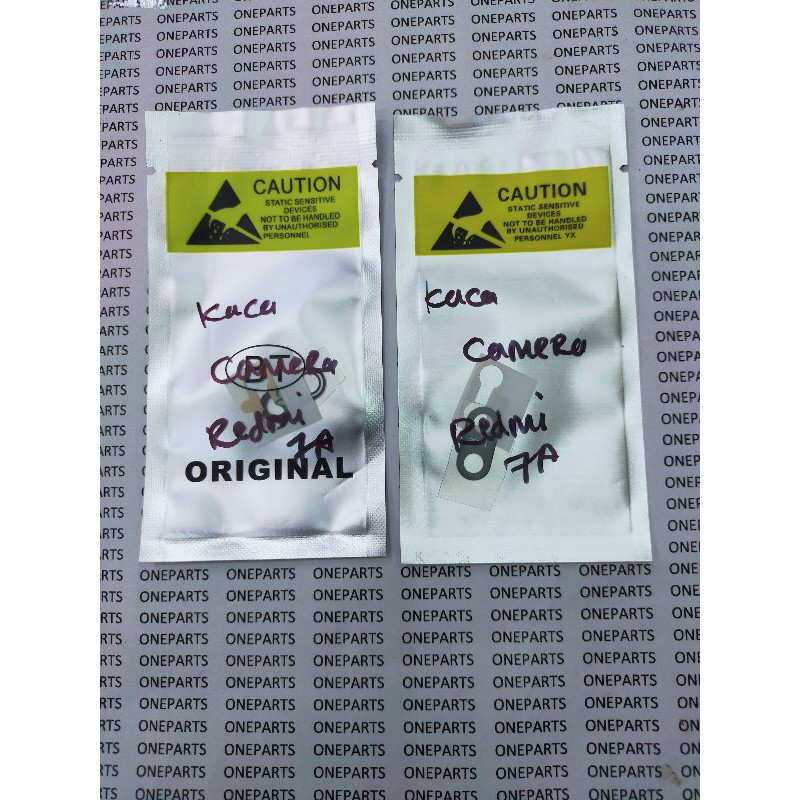 CAUTION
STATIC SENSITIVE
DEVICES
NOT TO BE HANDLED
BY UNAUTHORISED
PERSONNEL
Kaca
Camera
BT
Redmi
7A
ORIGINAL
CAUTION
STATIC SENSITIVE
DEVICES
NOT TO BE HANDLED
BY UNAUTHORISED
PERSONNEL YX
Kaca
CAMERA
Redmi
7A
ONEPARTS ONEPARTS ONEPARTS ONEPARTS ONEPARTS ONEPARTS